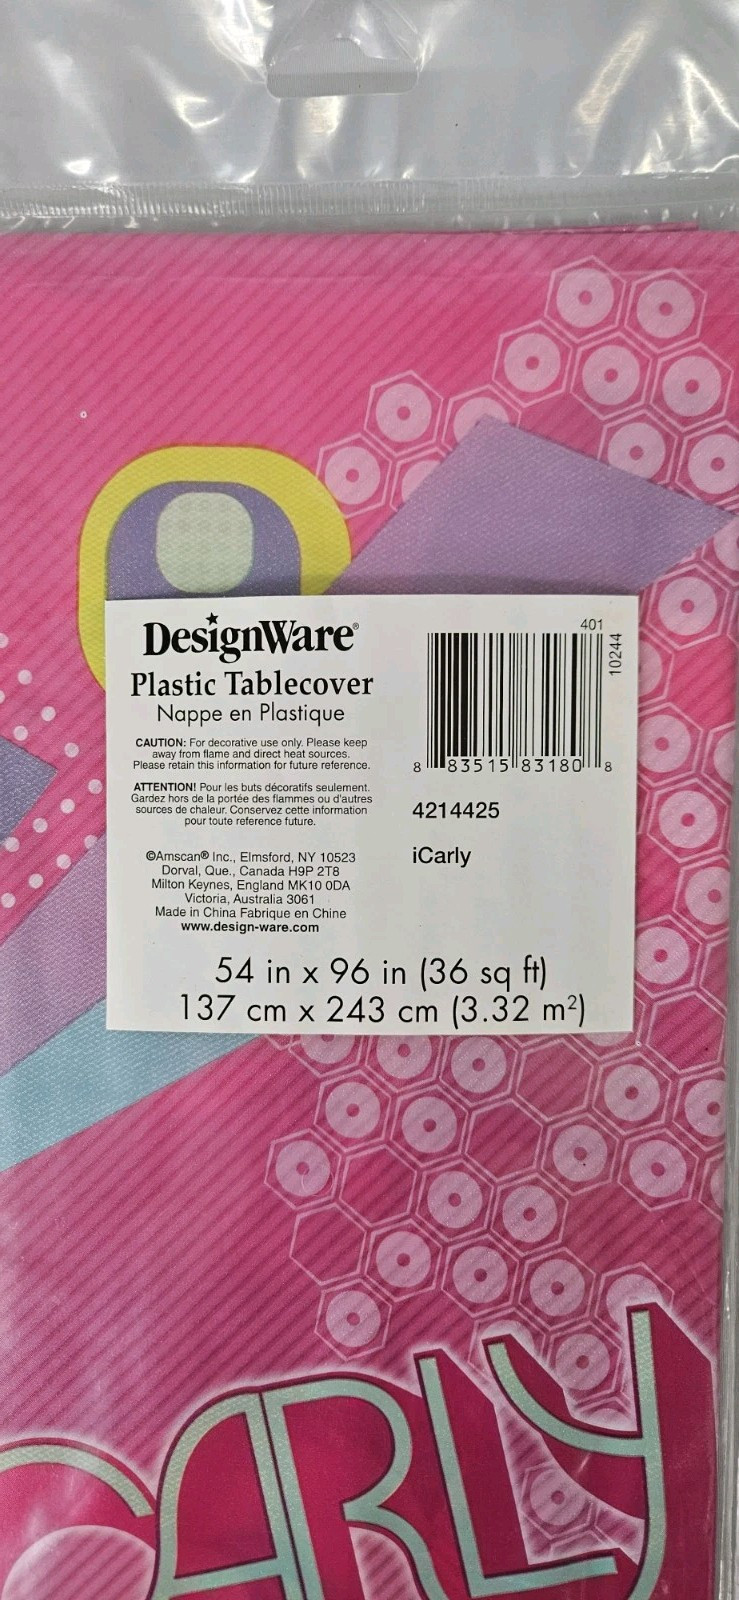 DesignWare®
Plastic Tablecover
Nappe en Plastique
CAUTION: For decorative use only. Please keep
away from flame and direct heat sources.
Please retain this information for future reference.
ATTENTION! Pour les buts décoratifs seulement.
Gardez hors de la portée des flammes ou d'autres
sources de chaleur. Conservez cette information
pour toute reference future.
©Amscan® Inc., Elmsford, NY 10523
Dorval, Que., Canada H9P 2T8
Milton Keynes, England MK10 0DA
Victoria, Australia 3061
Made in China Fabrique en Chine
www.design-ware.com
401
10244
8 83515 83180 8
4214425
iCarly
54 in x 96 in (36 sq ft)
137 cm x 243 cm (3.32 m²)
CARLY